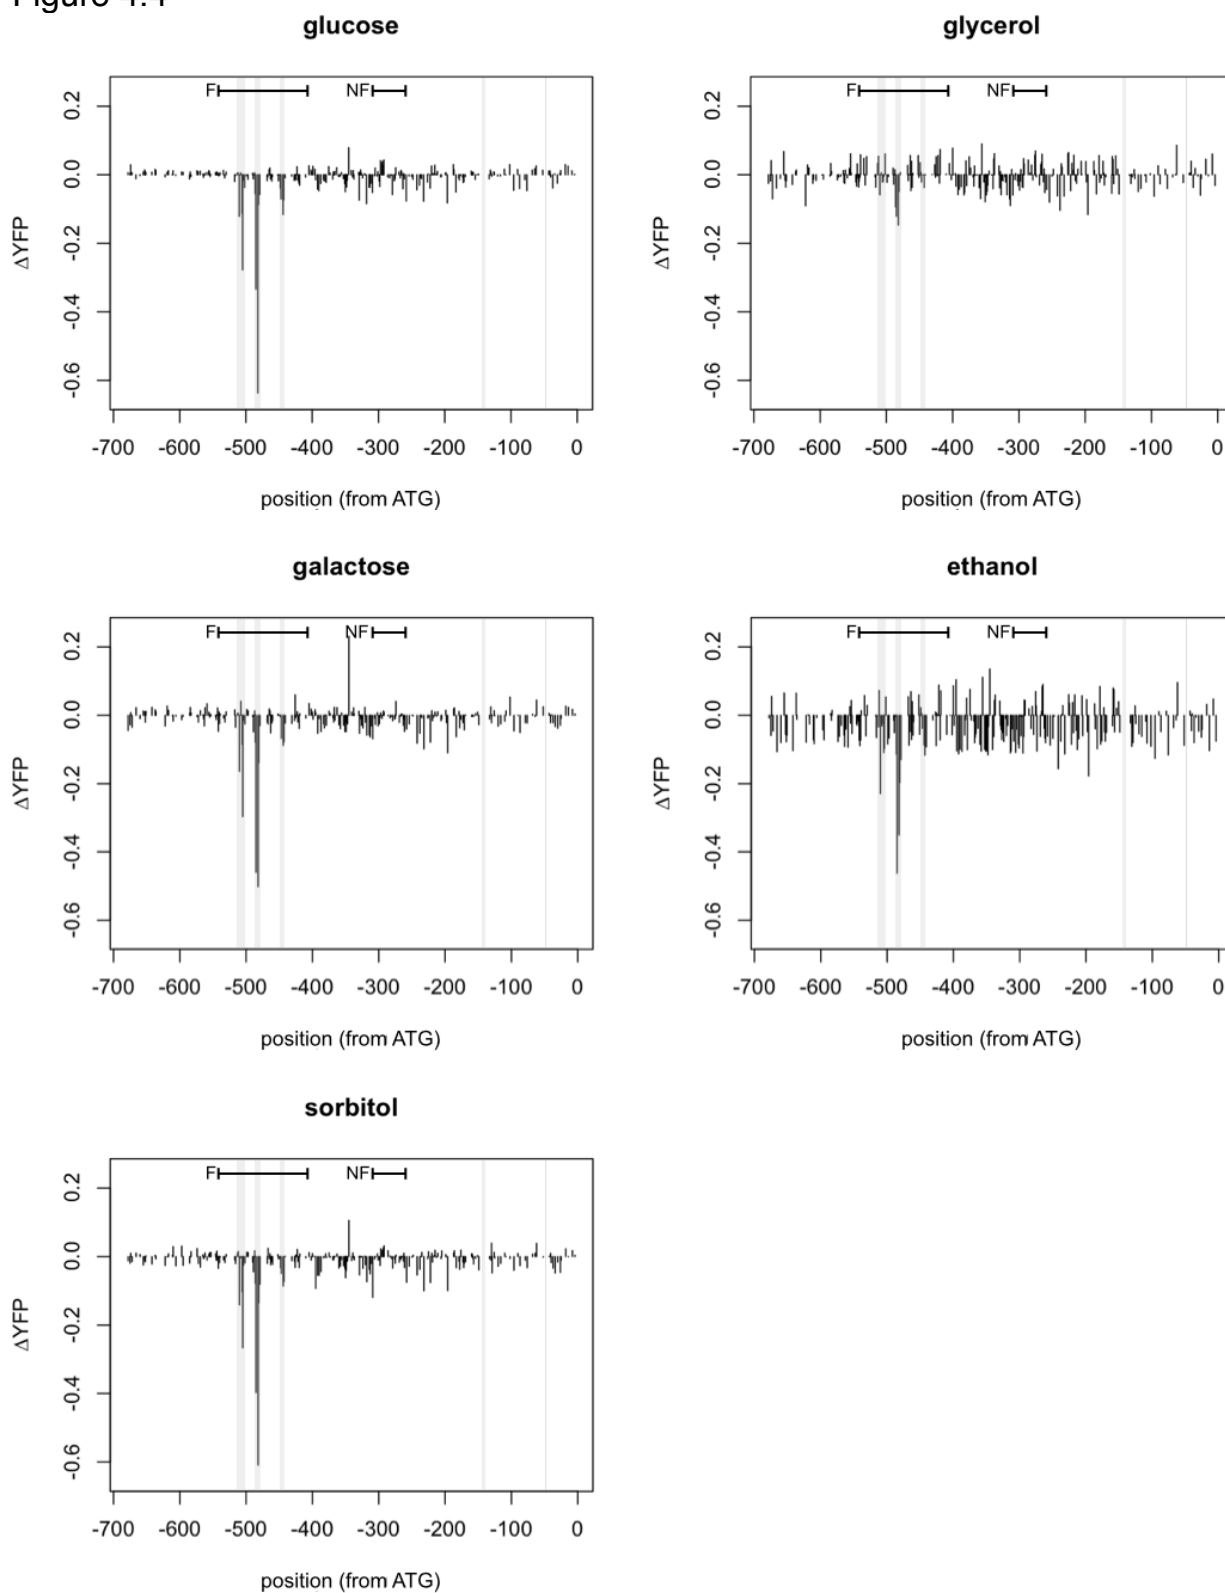 Figure 4.4
glucose
F NF
0.2
0.0
-0.2
-0.4
-0.6
ΔYFP
-700 -600 -500 -400 -300 -200 -100 0
position (from ATG)
glycerol
F NF
0.2
0.0
-0.2
-0.4
-0.6
ΔYFP
-700 -600 -500 -400 -300 -200 -100 0
position (from ATG)
galactose
F NF
0.2
0.0
-0.2
-0.4
-0.6
ΔYFP
-700 -600 -500 -400 -300 -200 -100 0
position (from ATG)
ethanol
F NF
0.2
0.0
-0.2
-0.4
-0.6
ΔYFP
-700 -600 -500 -400 -300 -200 -100 0
position (from ATG)
sorbitol
F NF
0.2
0.0
-0.2
-0.4
-0.6
ΔYFP
-700 -600 -500 -400 -300 -200 -100 0
position (from ATG)